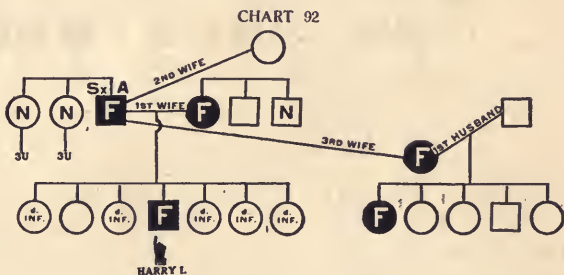 CHART 92
2ND WIFE
Sx A
N N F 1ST WIFE F N
3U 3U
3RD WIFE
F 1ST HUSBAND
d. INF. d. INF. F d. INF. d. INF. d. INF. F
HARRY L